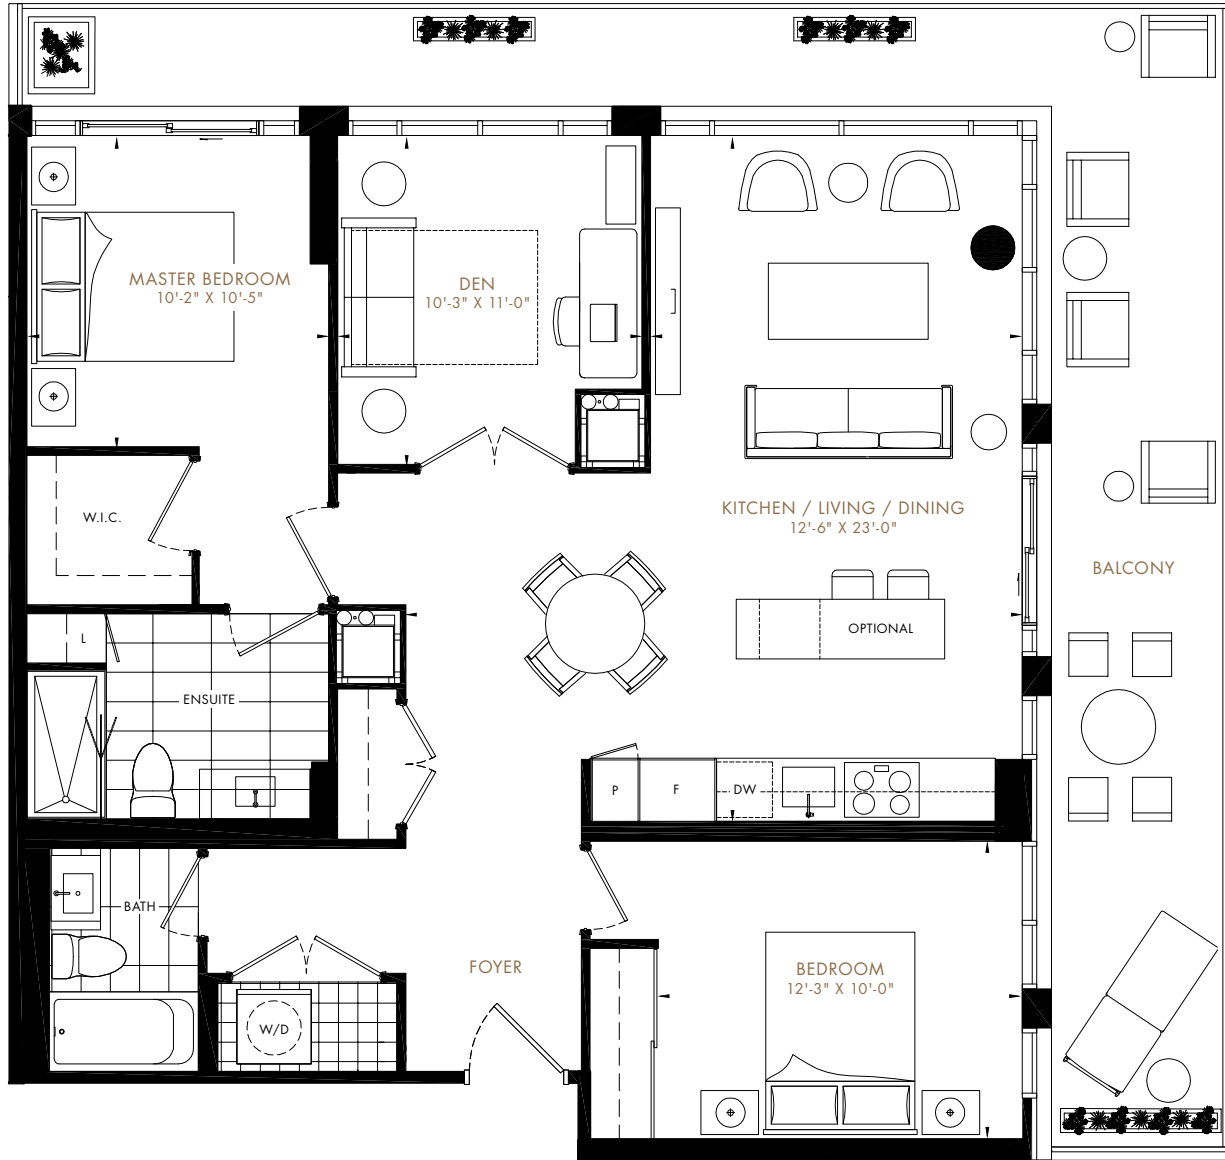 MASTER BEDROOM
10'-2" X 10'-5"
DEN
10'-3" X 11'-0"
W.I.C.
KITCHEN / LIVING / DINING
12'-6" X 23'-0"
BALCONY
OPTIONAL
L
ENSUITE
P
F
DW
BATH
FOYER
BEDROOM
12'-3" X 10'-0"
W/D